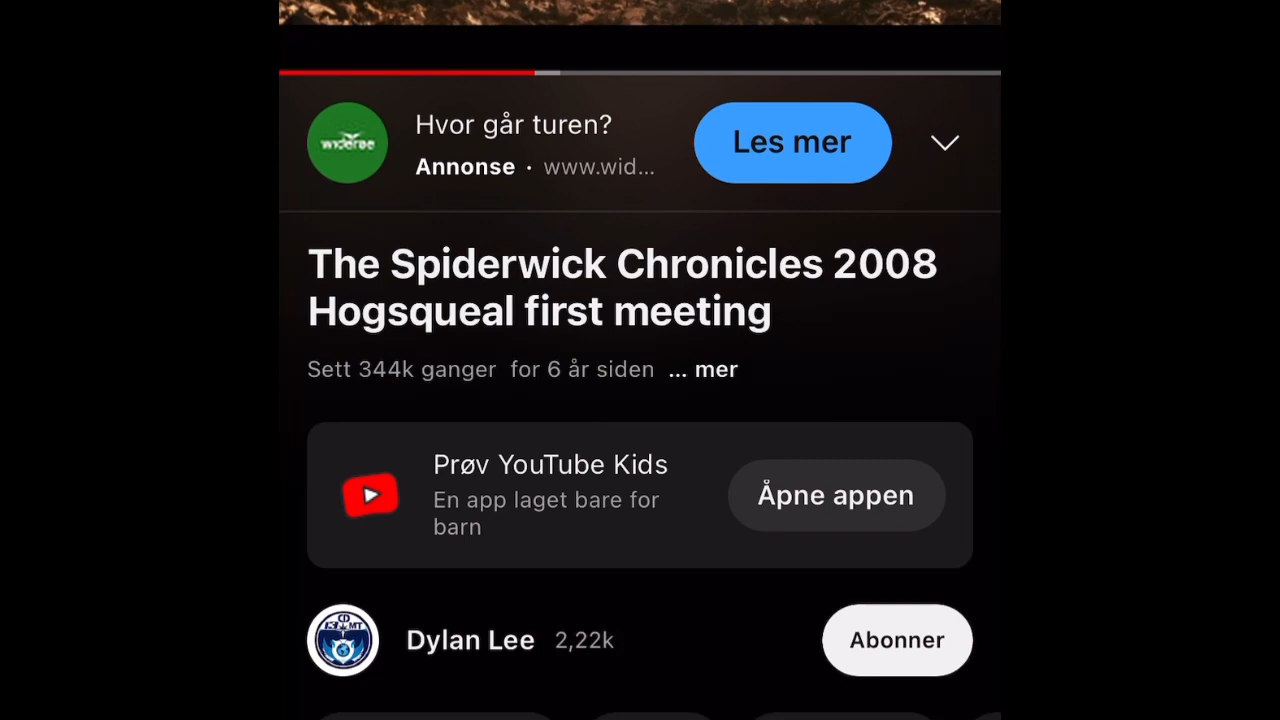 widerøe
Hvor går turen?
Annonse · www.wid...
Les mer
The Spiderwick Chronicles 2008
Hogsqueal first meeting
Sett 344k ganger for 6 år siden ... mer
Prøv YouTube Kids
En app laget bare for
barn
Åpne appen
Dylan Lee 2,22k
Abonner